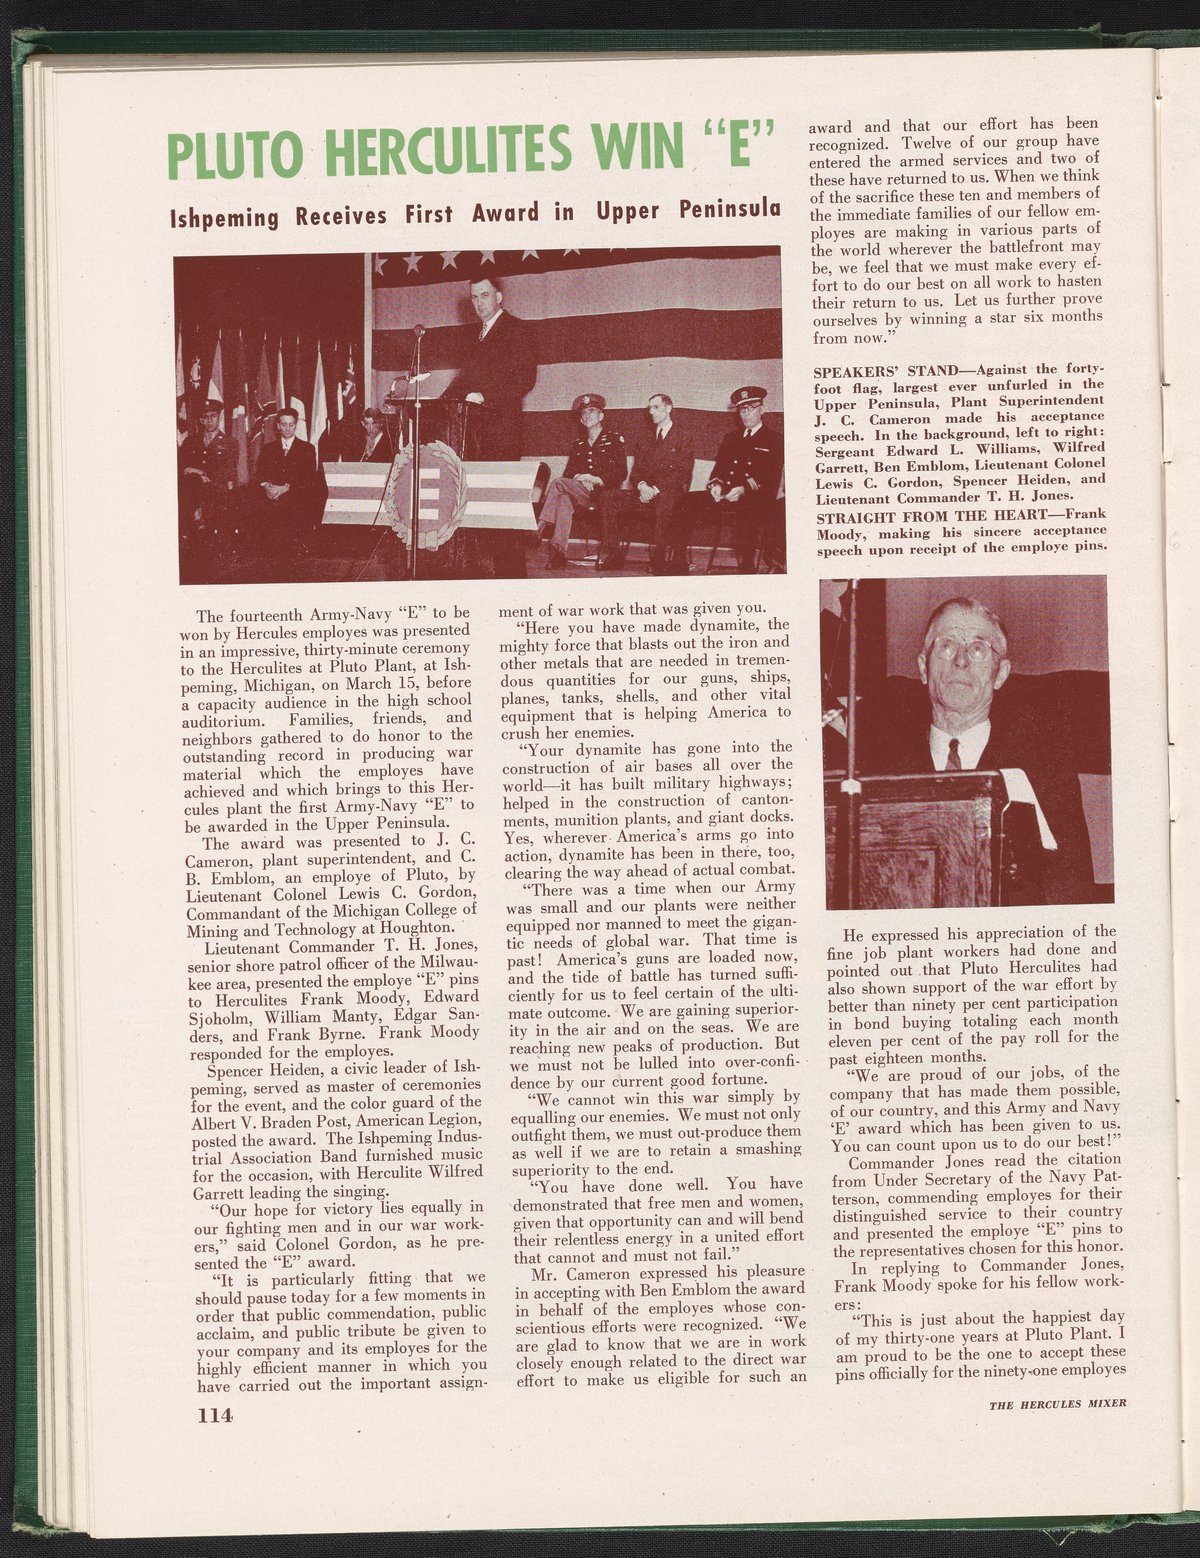 PLUTO HERCULITES WIN "E"
Ishpeming Receives First Award in Upper Peninsula
E
The fourteenth Army-Navy "E" to be
won by Hercules employes was presented
in an impressive, thirty-minute ceremony
to the Herculites at Pluto Plant, at Ish-
peming, Michigan, on March 15, before
a capacity audience in the high school
auditorium. Families, friends, and
neighbors gathered to do honor to the
outstanding record in producing war
material which the employes have
achieved and which brings to this Her-
cules plant the first Army-Navy "E" to
be awarded in the Upper Peninsula.
The award was presented to J. C.
Cameron, plant superintendent, and C.
B. Emblom, an employe of Pluto, by
Lieutenant Colonel Lewis C. Gordon,
Commandant of the Michigan College of
Mining and Technology at Houghton.
Lieutenant Commander T. H. Jones,
senior shore patrol officer of the Milwau-
kee area, presented the employe "E" pins
to Herculites Frank Moody, Edward
Sjoholm, William Manty, Edgar San-
ders, and Frank Byrne. Frank Moody
responded for the employes.
Spencer Heiden, a civic leader of Ish-
peming, served as master of ceremonies
for the event, and the color guard of the
Albert V. Braden Post, American Legion,
posted the award. The Ishpeming Indus-
trial Association Band furnished music
for the occasion, with Herculite Wilfred
Garrett leading the singing.
"Our hope for victory lies equally in
our fighting men and in our war work-
ers," said Colonel Gordon, as he pre-
sented the "E" award.
"It is particularly fitting that we
should pause today for a few moments in
order that public commendation, public
acclaim, and public tribute be given to
your company and its employes for the
highly efficient manner in which you
have carried out the important assign-
ment of war work that was given you.
"Here you have made dynamite, the
mighty force that blasts out the iron and
other metals that are needed in tremen-
dous quantities for our guns, ships,
planes, tanks, shells, and other vital
equipment that is helping America to
crush her enemies.
"Your dynamite has gone into the
construction of air bases all over the
world—it has built military highways;
helped in the construction of canton-
ments, munition plants, and giant docks.
Yes, wherever America's arms go into
action, dynamite has been in there, too,
clearing the way ahead of actual combat.
"There was a time when our Army
was small and our plants were neither
equipped nor manned to meet the gigan-
tic needs of global war. That time is
past! America's guns are loaded now,
and the tide of battle has turned suffi-
ciently for us to feel certain of the ulti-
mate outcome. We are gaining superior-
ity in the air and on the seas. We are
reaching new peaks of production. But
we must not be lulled into over-confi-
dence by our current good fortune.
"We cannot win this war simply by
equalling our enemies. We must not only
outfight them, we must out-produce them
as well if we are to retain a smashing
superiority to the end.
"You have done well. You have
demonstrated that free men and women,
given that opportunity can and will bend
their relentless energy in a united effort
that cannot and must not fail."
Mr. Cameron expressed his pleasure
in accepting with Ben Emblom the award
in behalf of the employes whose con-
scientious efforts were recognized. "We
are glad to know that we are in work
closely enough related to the direct war
effort to make us eligible for such an
award and that our effort has been
recognized. Twelve of our group have
entered the armed services and two of
these have returned to us. When we think
of the sacrifice these ten and members of
the immediate families of our fellow em-
ployes are making in various parts of
the world wherever the battlefront may
be, we feel that we must make every ef-
fort to do our best on all work to hasten
their return to us. Let us further prove
ourselves by winning a star six months
from now."
SPEAKERS' STAND—Against the forty-
foot flag, largest ever unfurled in the
Upper Peninsula, Plant Superintendent
J. C. Cameron made his acceptance
speech. In the background, left to right:
Sergeant Edward L. Williams, Wilfred
Garrett, Ben Emblom, Lieutenant Colonel
Lewis C. Gordon, Spencer Heiden, and
Lieutenant Commander T. H. Jones.
STRAIGHT FROM THE HEART—Frank
Moody, making his sincere acceptance
speech upon receipt of the employe pins.
He expressed his appreciation of the
fine job plant workers had done and
pointed out that Pluto Herculites had
also shown support of the war effort by
better than ninety per cent participation
in bond buying totaling each month
eleven per cent of the pay roll for the
past eighteen months.
"We are proud of our jobs, of the
company that has made them possible,
of our country, and this Army and Navy
'E' award which has been given to us.
You can count upon us to do our best!"
Commander Jones read the citation
from Under Secretary of the Navy Pat-
terson, commending employes for their
distinguished service to their country
and presented the employe "E" pins to
the representatives chosen for this honor.
In replying to Commander Jones,
Frank Moody spoke for his fellow work-
ers:
"This is just about the happiest day
of my thirty-one years at Pluto Plant. I
am proud to be the one to accept these
pins officially for the ninety-one employes
114
THE HERCULES MIXER